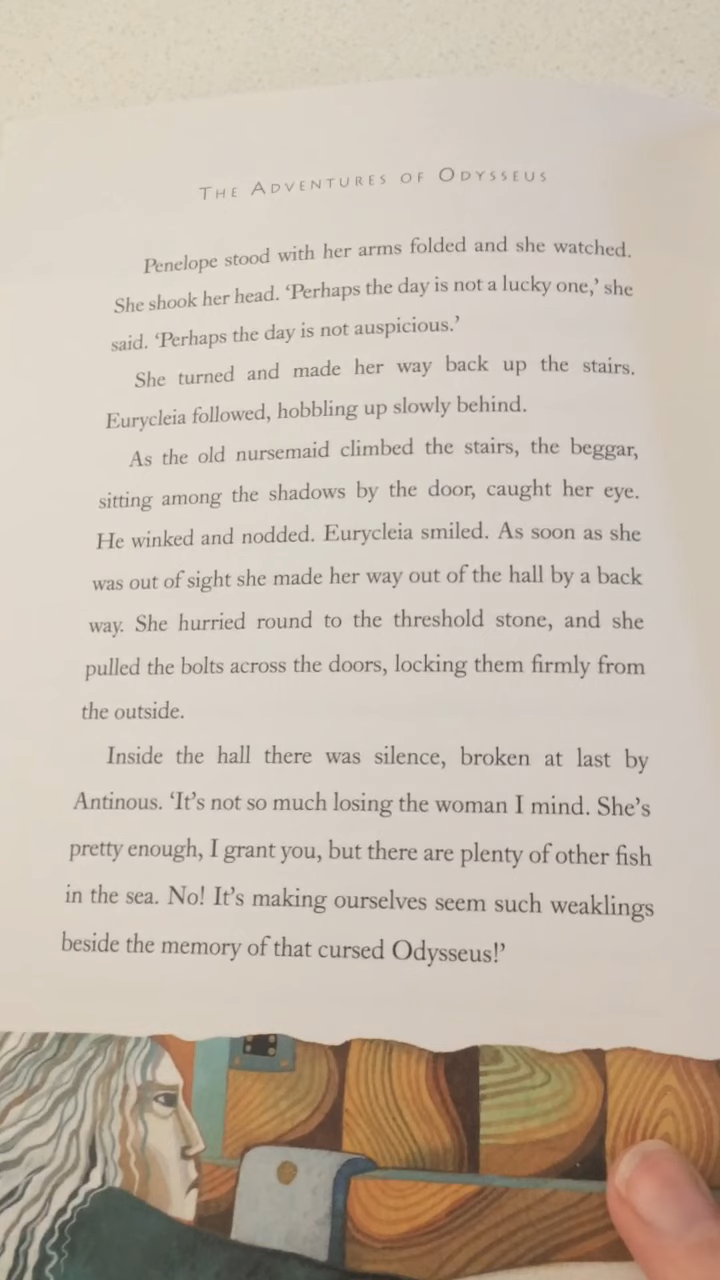 THE ADVENTURES OF ODYSSEUS
Penelope stood with her arms folded and she watched.
She shook her head. ‘Perhaps the day is not a lucky one,’ she
said. ‘Perhaps the day is not auspicious.’
She turned and made her way back up the stairs.
Eurycleia followed, hobbling up slowly behind.
As the old nursemaid climbed the stairs, the beggar,
sitting among the shadows by the door, caught her eye.
He winked and nodded. Eurycleia smiled. As soon as she
was out of sight she made her way out of the hall by a back
way. She hurried round to the threshold stone, and she
pulled the bolts across the doors, locking them firmly from
the outside.
Inside the hall there was silence, broken at last by
Antinous. ‘It’s not so much losing the woman I mind. She’s
pretty enough, I grant you, but there are plenty of other fish
in the sea. No! It’s making ourselves seem such weaklings
beside the memory of that cursed Odysseus!’